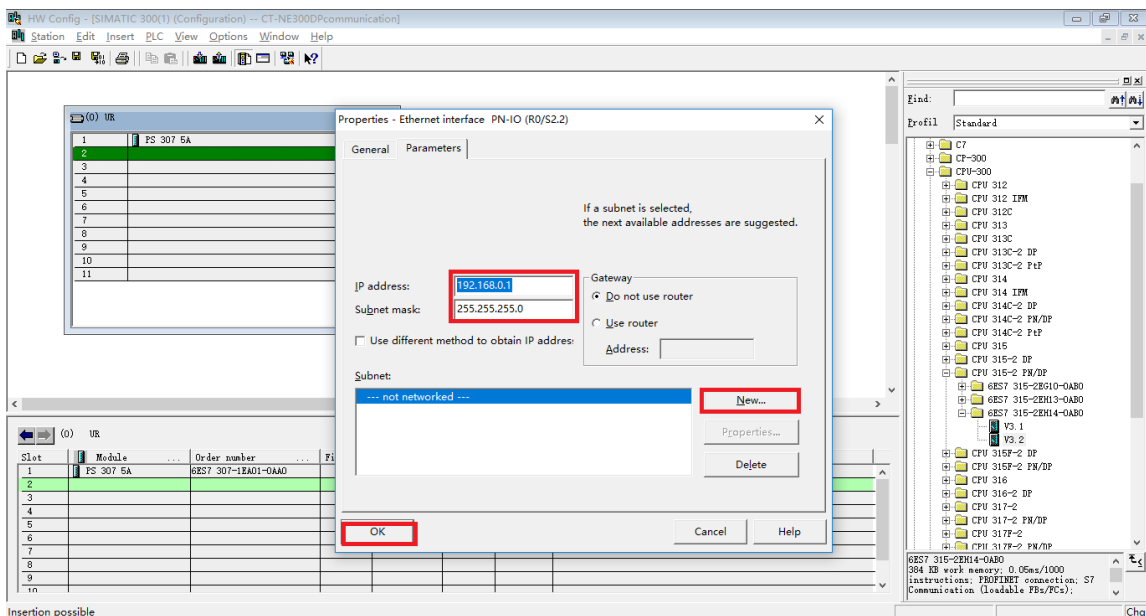 HW Config - [SIMATIC 300(1) (Configuration) -- CT-NE300DPcommunication]
Station Edit Insert PLC View Options Window Help
(0) UR
1 PS 307 5A
2
3
4
5
6
7
8
9
10
11
Properties - Ethernet interface PN-IO (R0/S2.2)
General Parameters
If a subnet is selected,
the next available addresses are suggested.
IP address: 192.168.0.1
Subnet mask: 255.255.255.0
Use different method to obtain IP address
Gateway
Do not use router
Use router
Address:
Subnet:
--- not networked ---
New...
Properties...
Delete
OK Cancel Help
Find:
Profil Standard
C7
CP-300
CPU-300
CPU 312
CPU 312 IFM
CPU 312C
CPU 313
CPU 313C
CPU 313C-2 DP
CPU 313C-2 PtP
CPU 314
CPU 314 IFM
CPU 314C-2 DP
CPU 314C-2 PN/DP
CPU 314C-2 PtP
CPU 315
CPU 315-2 DP
CPU 315-2 PN/DP
6ES7 315-2EG10-0AB0
6ES7 315-2EH13-0AB0
6ES7 315-2EH14-0AB0
V3.1
V3.2
CPU 315F-2 DP
CPU 315F-2 PN/DP
CPU 316
CPU 316-2 DP
CPU 317-2
CPU 317-2 PN/DP
CPU 317F-2
CPU 317F-2 PN/DP
6ES7 315-2EH14-0AB0
384 KB work memory; 0.05ms/1000
instructions; PROFINET connection; S7
Communication (loadable FBs/FCs);
(0) UR
Slot Module ... Order number ... Fi
1 PS 307 5A 6ES7 307-1EA01-0AA0
2
3
4
5
6
7
8
9
10
Insertion possible
Chg